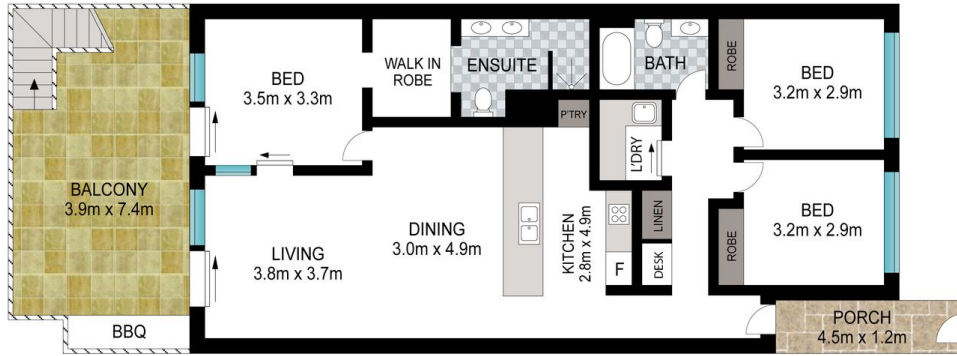 BED
3.5m x 3.3m
WALK IN
ROBE
ENSUITE
P'TRY
BATH
ROBE
BED
3.2m x 2.9m
L'DRY
BALCONY
3.9m x 7.4m
LIVING
3.8m x 3.7m
DINING
3.0m x 4.9m
KITCHEN
2.8m x 4.9m
F
LINEN
DESK
ROBE
BED
3.2m x 2.9m
BBQ
PORCH
4.5m x 1.2m